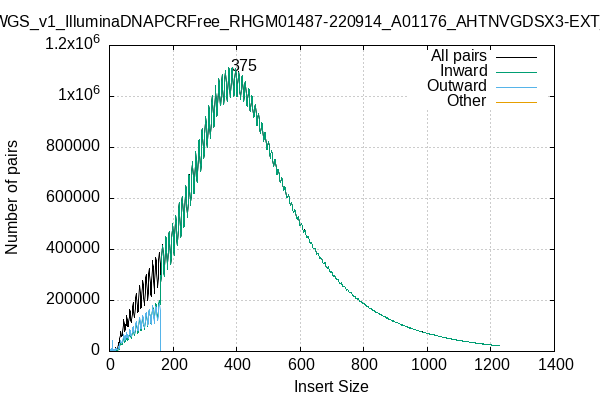 WGS_v1_IlluminaDNAPCRFree_RHGM01487-220914_A01176_AHTNVGDSX3-EXT_
1.2x10^6
1x10^6
800000
600000
400000
200000
0
Number of pairs
375
All pairs
Inward
Outward
Other
0 200 400 600 800 1000 1200 1400
Insert Size